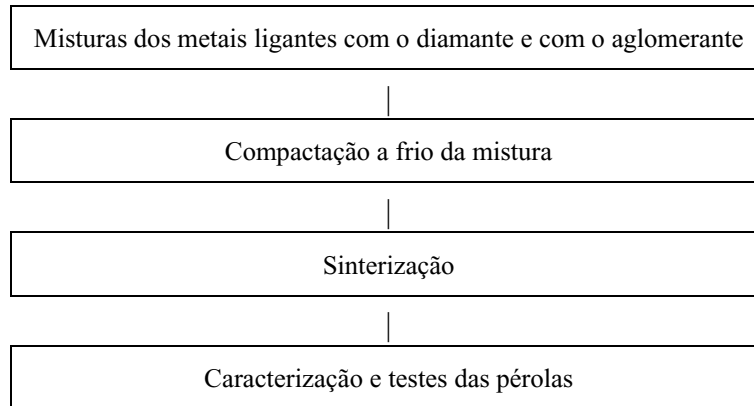 Misturas dos metais ligantes com o diamante e com o aglomerante
Compactação a frio da mistura
Sinterização
Caracterização e testes das pérolas